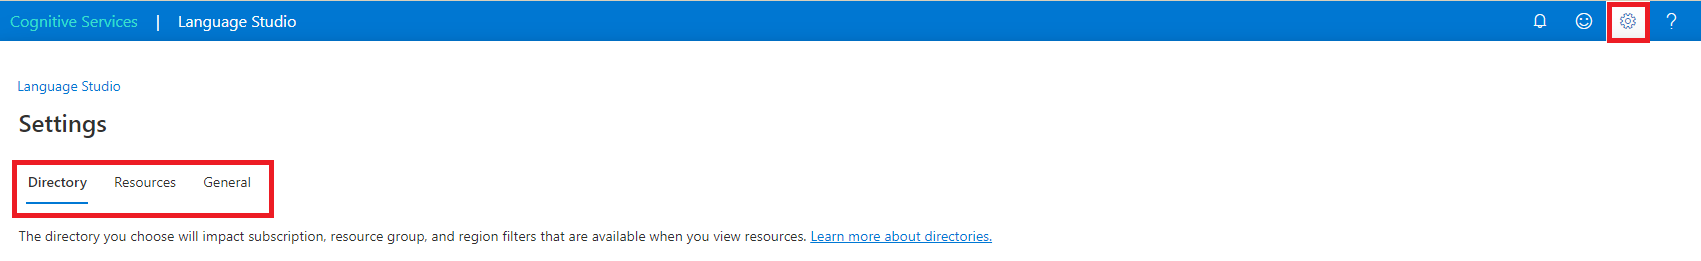 Cognitive Services | Language Studio ?
Language Studio
Settings
Directory Resources General
The directory you choose will impact subscription, resource group, and region filters that are available when you view resources. Learn more about directories.